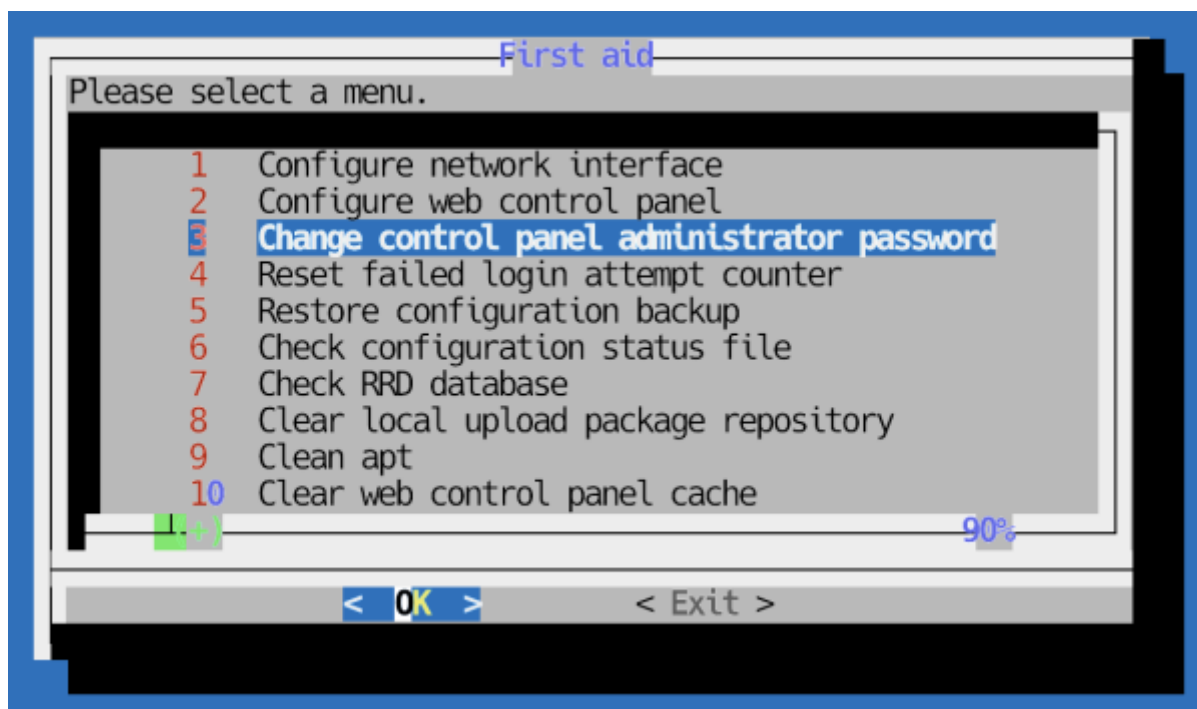 First aid
Please select a menu.
1 Configure network interface
2 Configure web control panel
3 Change control panel administrator password
4 Reset failed login attempt counter
5 Restore configuration backup
6 Check configuration status file
7 Check RRD database
8 Clear local upload package repository
9 Clean apt
10 Clear web control panel cache
(+) 90%
< OK > < Exit >